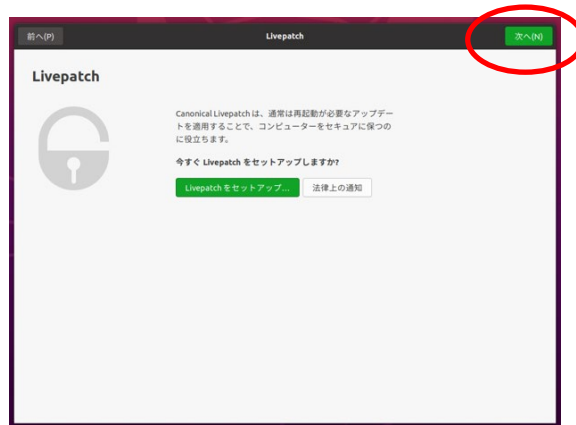 前へ(P)
Livepatch
次へ(N)
Livepatch
Canonical Livepatch は、通常は再起動が必要なアップデー
トを適用することで、コンピューターをセキュアに保つの
に役立ちます。
今すぐ Livepatch をセットアップしますか?
Livepatch をセットアップ...
法律上の通知